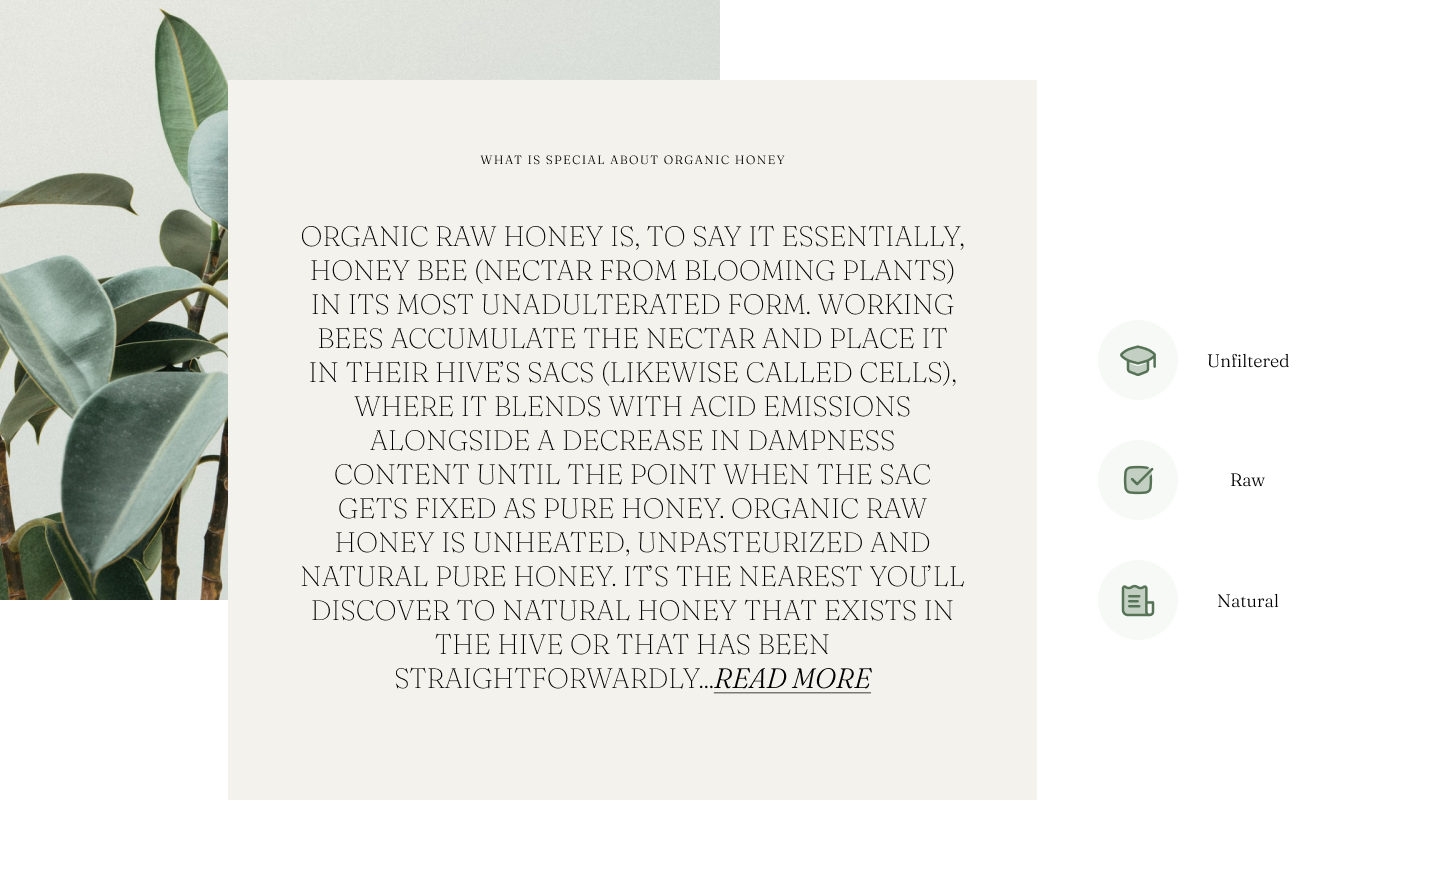 WHAT IS SPECIAL ABOUT ORGANIC HONEY
ORGANIC RAW HONEY IS, TO SAY IT ESSENTIALLY,
HONEY BEE (NECTAR FROM BLOOMING PLANTS)
IN ITS MOST UNADULTERATED FORM. WORKING
BEES ACCUMULATE THE NECTAR AND PLACE IT
IN THEIR HIVE’S SACS (LIKEWISE CALLED CELLS),
WHERE IT BLENDS WITH ACID EMISSIONS
ALONGSIDE A DECREASE IN DAMPNESS
CONTENT UNTIL THE POINT WHEN THE SAC
GETS FIXED AS PURE HONEY. ORGANIC RAW
HONEY IS UNHEATED, UNPASTEURIZED AND
NATURAL PURE HONEY. IT’S THE NEAREST YOU’LL
DISCOVER TO NATURAL HONEY THAT EXISTS IN
THE HIVE OR THAT HAS BEEN
STRAIGHTFORWARDLY...READ MORE
Unfiltered
Raw
Natural